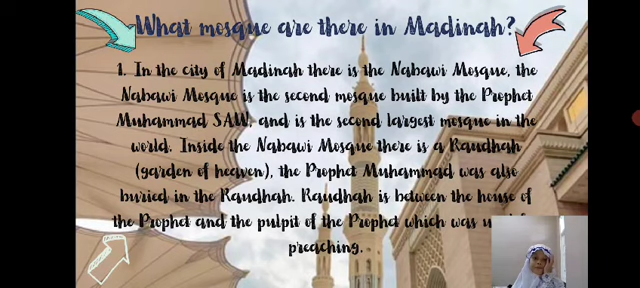 What mosque are there in Madinah?
1. In the city of Madinah there is the Nabawi Mosque, the
Nabawi Mosque is the second mosque built by the Prophet
Muhammad SAW, and is the second largest mosque in the
world. Inside the Nabawi Mosque there is a Raudhah
(garden of heaven), the Prophet Muhammad was also
buried in the Raudhah. Raudhah is between the house of
the Prophet and the pulpit of the Prophet which was
preaching.